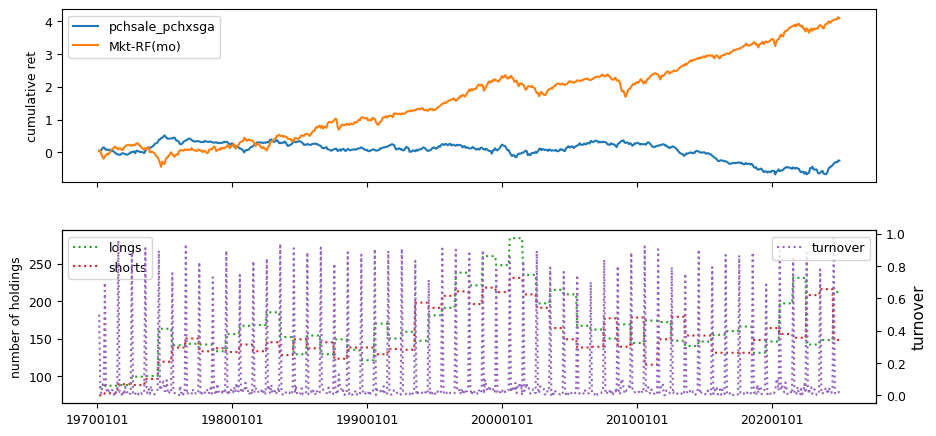 cumulative ret
4
3
2
1
0
pchsale_pchxsga
Mkt-RF(mo)
number of holdings
250
200
150
100
longs
shorts
turnover
1.0
0.8
0.6
0.4
0.2
0.0
turnover
19700101
19800101
19900101
20000101
20100101
20200101